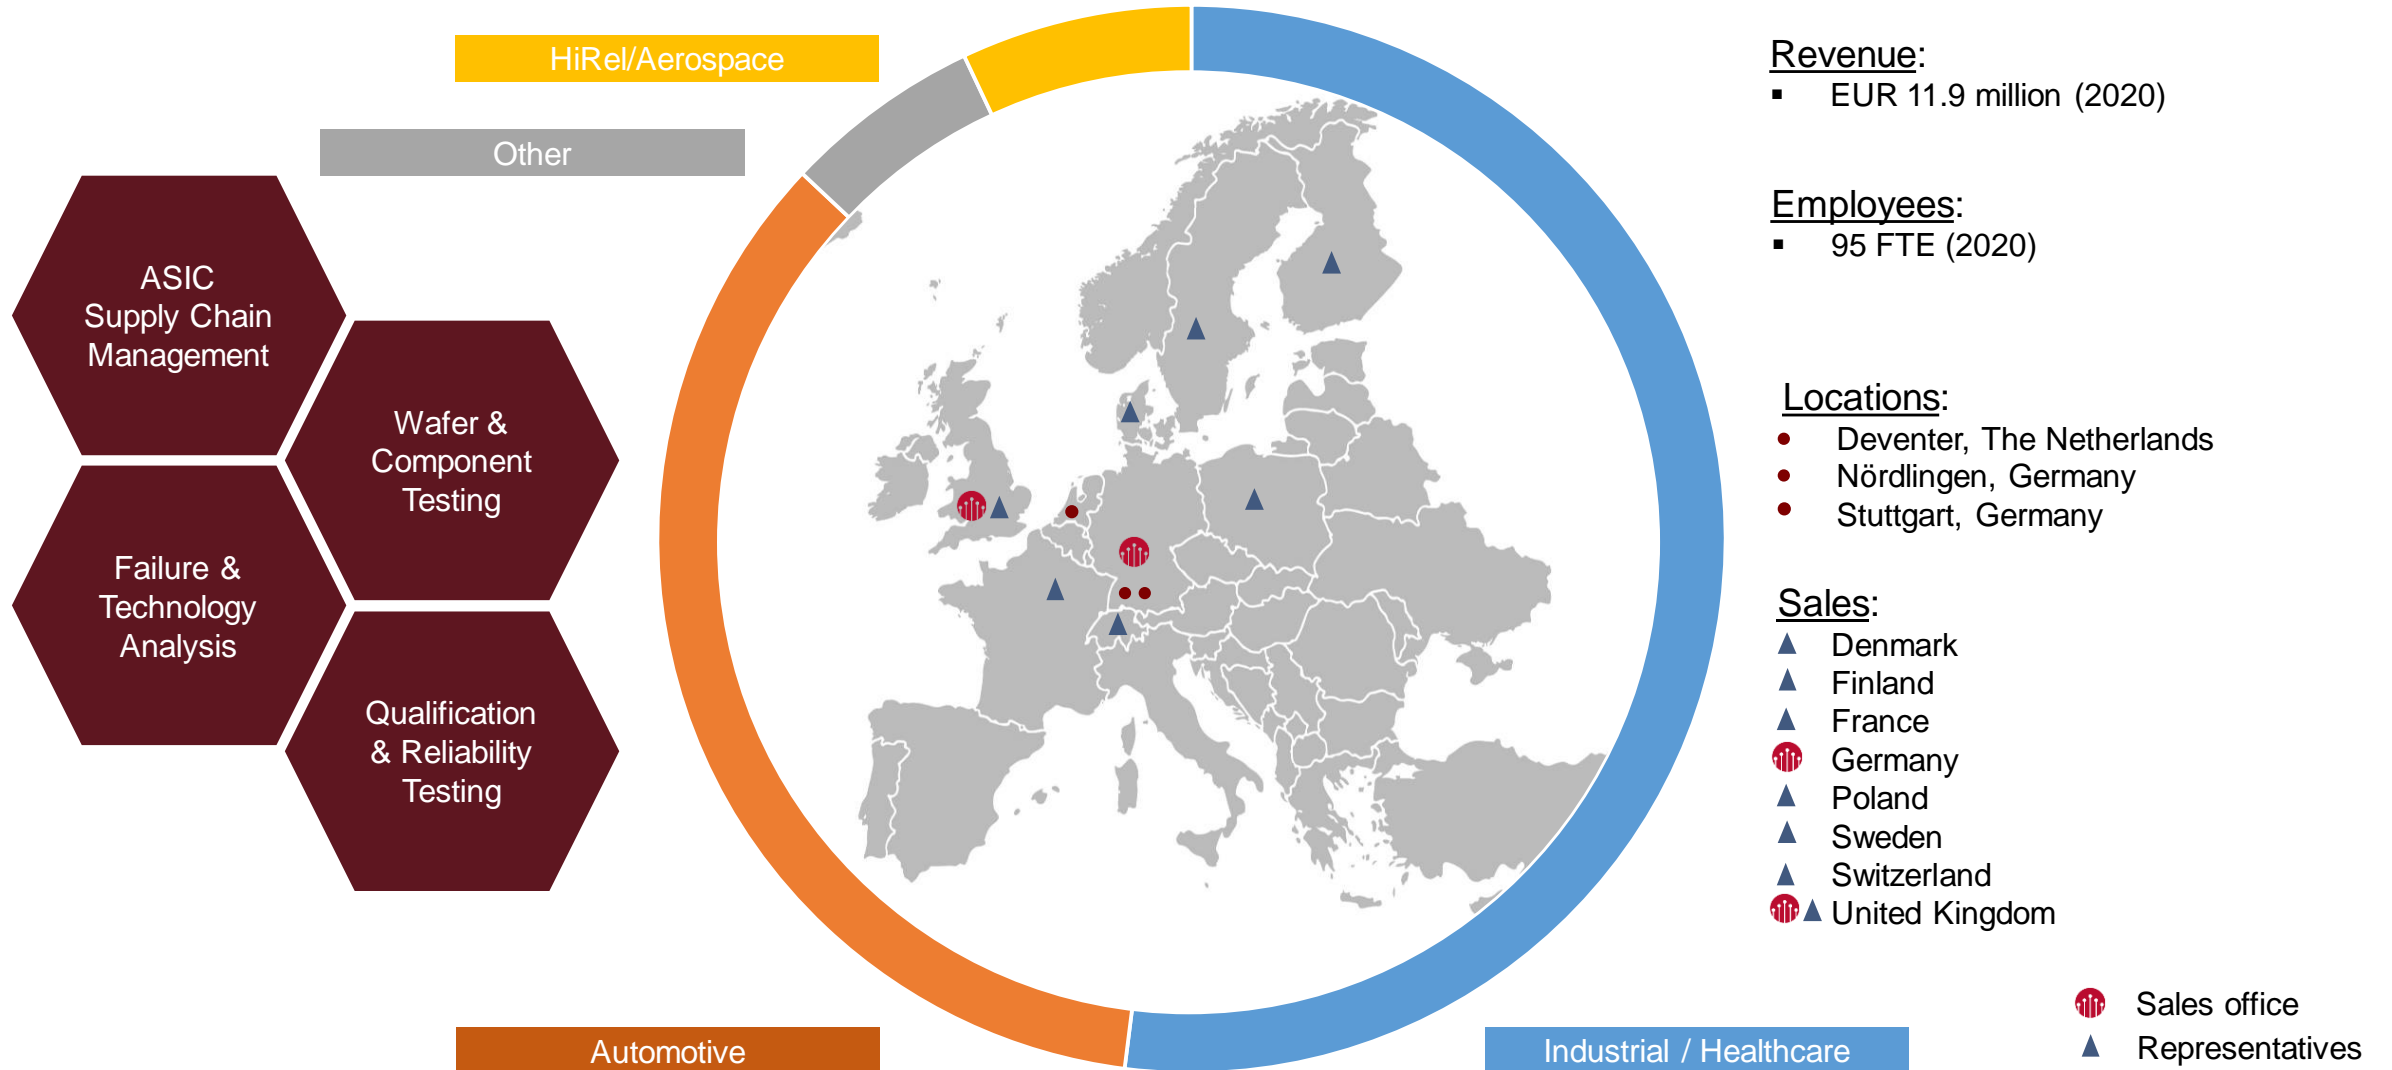 HiRel/Aerospace
Other
ASIC
Supply Chain
Management
Wafer &
Component
Testing
Failure &
Technology
Analysis
Qualification
& Reliability
Testing
Automotive
Industrial / Healthcare
Revenue:
▪ EUR 11.9 million (2020)
Employees:
▪ 95 FTE (2020)
Locations:
• Deventer, The Netherlands
• Nördlingen, Germany
• Stuttgart, Germany
Sales:
Denmark
Finland
France
Germany
Poland
Sweden
Switzerland
United Kingdom
Sales office
Representatives